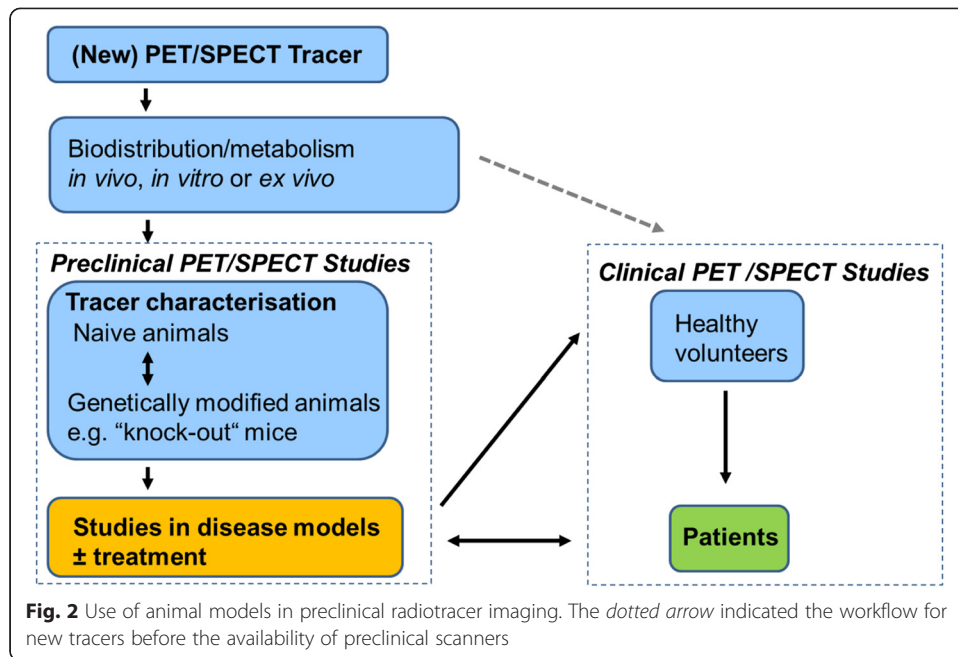 (New) PET/SPECT Tracer
Biodistribution/metabolism
in vivo, in vitro or ex vivo
Preclinical PET/SPECT Studies
Tracer characterisation
Naive animals
Genetically modified animals
e.g. “knock-out“ mice
Studies in disease models
± treatment
Clinical PET /SPECT Studies
Healthy
volunteers
Patients
Fig. 2 Use of animal models in preclinical radiotracer imaging. The dotted arrow indicated the workflow for
new tracers before the availability of preclinical scanners